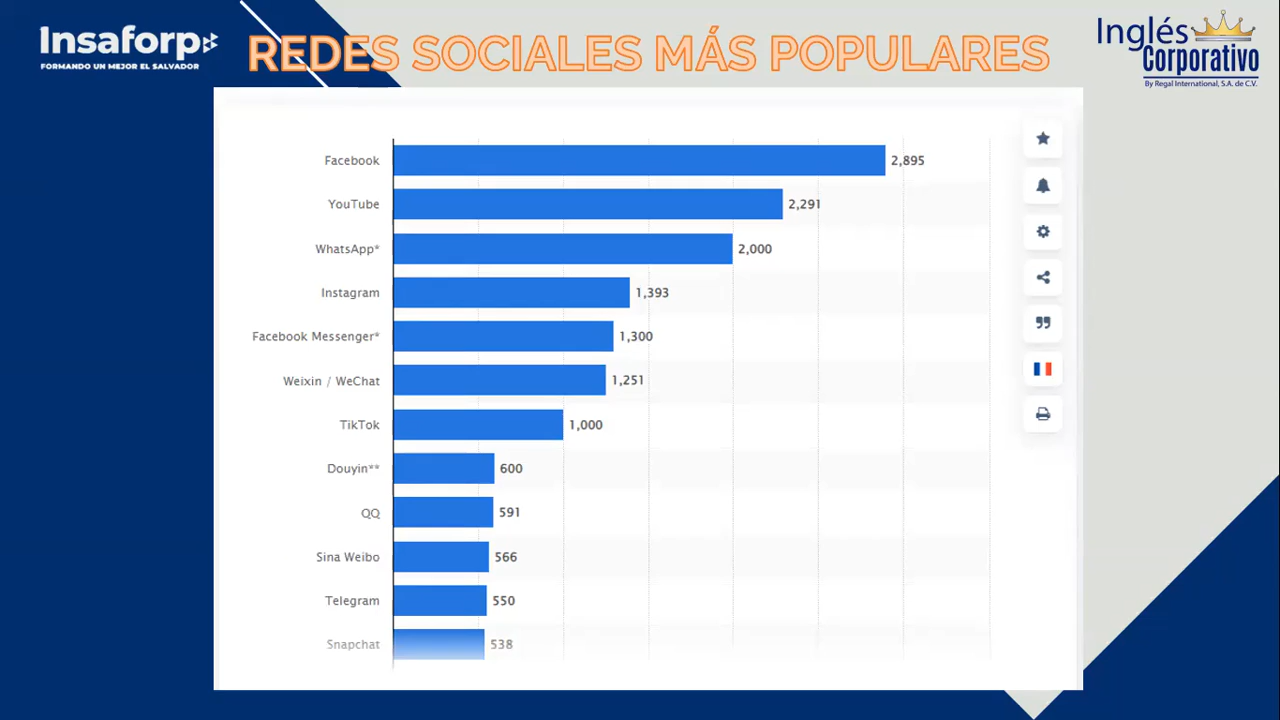 Insaforp
FORMANDO UN MEJOR EL SALVADOR
REDES SOCIALES MÁS POPULARES
Inglés
Corporativo
By Regal International, S.A. de C.V.
Facebook 2,895
YouTube 2,291
WhatsApp* 2,000
Instagram 1,393
Facebook Messenger* 1,300
Weixin / WeChat 1,251
TikTok 1,000
Douyin** 600
QQ 591
Sina Weibo 566
Telegram 550
Snapchat 538